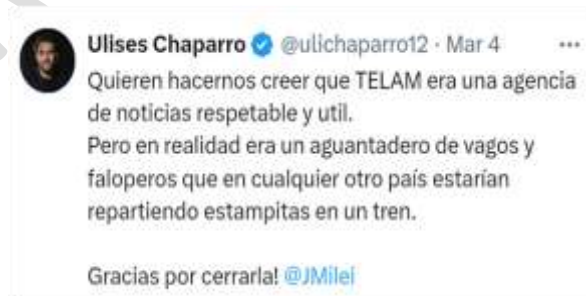 Ulises Chaparro @ulichaparro12 · Mar 4
Quieren hacernos creer que TELAM era una agencia
de noticias respetable y util.
Pero en realidad era un aguantadero de vagos y
faloperos que en cualquier otro país estarían
repartiendo estampitas en un tren.
Gracias por cerrarla! @JMilei